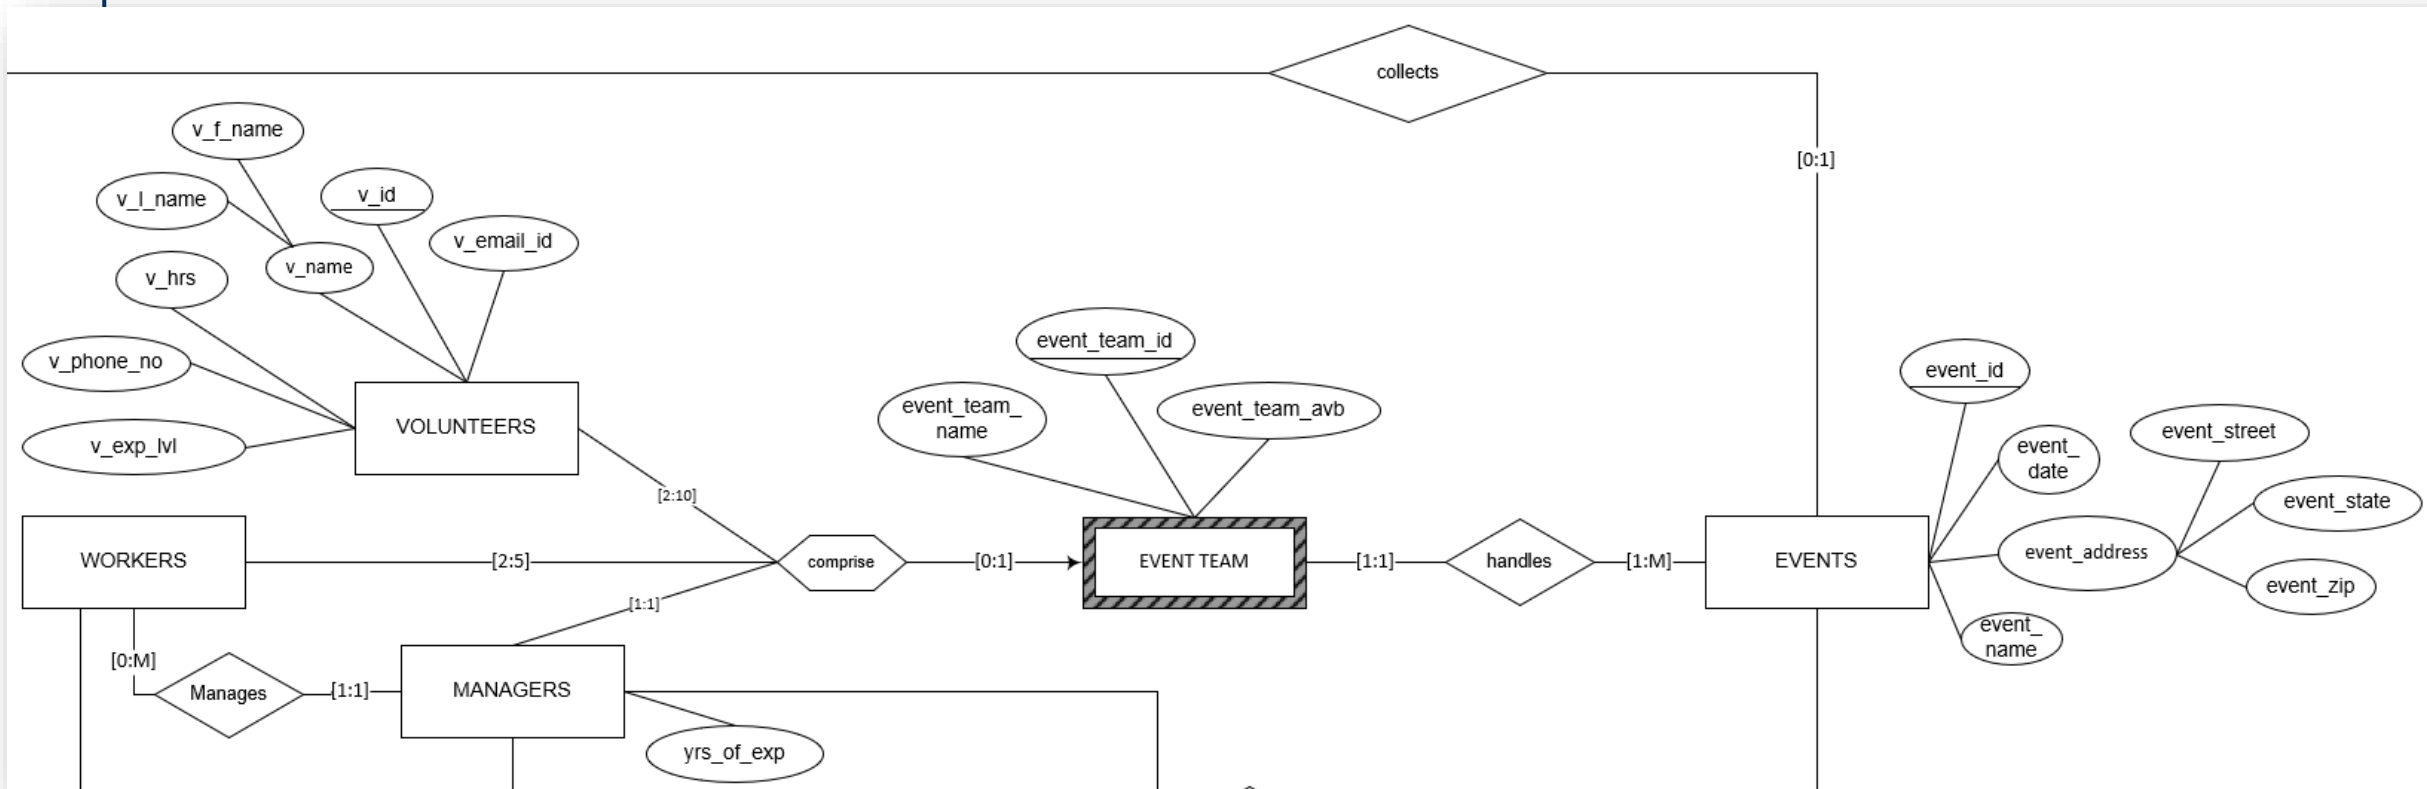 collects
[0:1]
v_f_name
v_l_name
v_id
v_email_id
v_name
v_hrs
v_phone_no
v_exp_lvl
VOLUNTEERS
[2:10]
event_team_id
event_team_
name
event_team_avb
event_id
event_
date
event_street
event_state
event_address
event_zip
event_
name
WORKERS
[2:5]
comprise
[0:1]
EVENT TEAM
[1:1]
handles
[1:M]
EVENTS
[1:1]
[0:M]
Manages
[1:1]
MANAGERS
yrs_of_exp